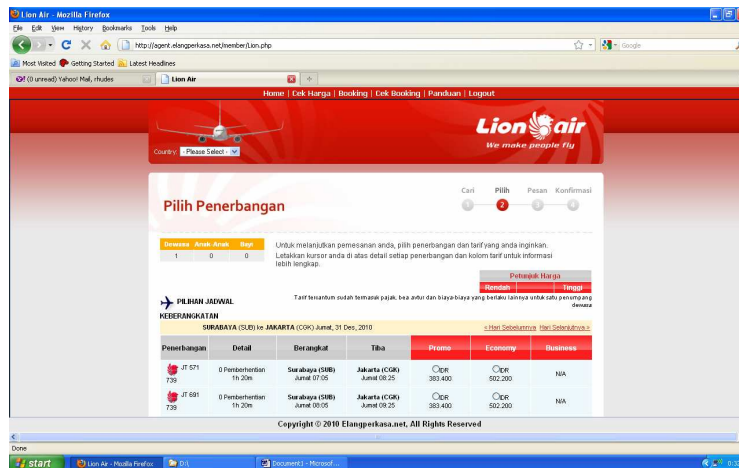 Lion Air - Mozilla Firefox
File Edit View History Bookmarks Tools Help
http://agent.elangperkasa.net/member/Lion.php
Google
Most Visited Getting Started Latest Headlines
(0 unread) Yahoo! Mail, rhudes
Lion Air
Home | Cek Harga | Booking | Cek Booking | Panduan | Logout
Lion air
We make people fly
Country: - Please Select -
Cari Pilih Pesan Konfirmasi
1 2 3 4
Pilih Penerbangan
Dewasa Anak-Anak Bayi
1 0 0
Untuk melanjutkan pemesanan anda, pilih penerbangan dan tarif yang anda inginkan.
Letakkan kursor anda di atas detail setiap penerbangan dan kolom tarif untuk informasi
lebih lengkap.
Petunjuk Harga
Rendah Tinggi
PILIHAN JADWAL
KEBERANGKATAN
Tarif tercantum sudah termasuk pajak, bea avtur dan biaya-biaya yang berlaku lainnya untuk satu penumpang
dewasa
SURABAYA (SUB) ke JAKARTA (CGK) Jumat, 31 Des, 2010
< Hari Sebelumnya Hari Selanjutnya >
Penerbangan Detail Berangkat Tiba Promo Economy Business
JT 571
739
0 Pemberhentian
1h 20m
Surabaya (SUB)
Jumat 07:05
Jakarta (CGK)
Jumat 08:25
IDR
383.400
IDR
502.200
N/A
JT 691
739
0 Pemberhentian
1h 20m
Surabaya (SUB)
Jumat 08:05
Jakarta (CGK)
Jumat 09:25
IDR
383.400
IDR
502.200
N/A
Copyright © 2010 Elangperkasa.net, All Rights Reserved
Done
start
Lion Air - Mozilla Firefox
D:\
Document1 - Microsof...